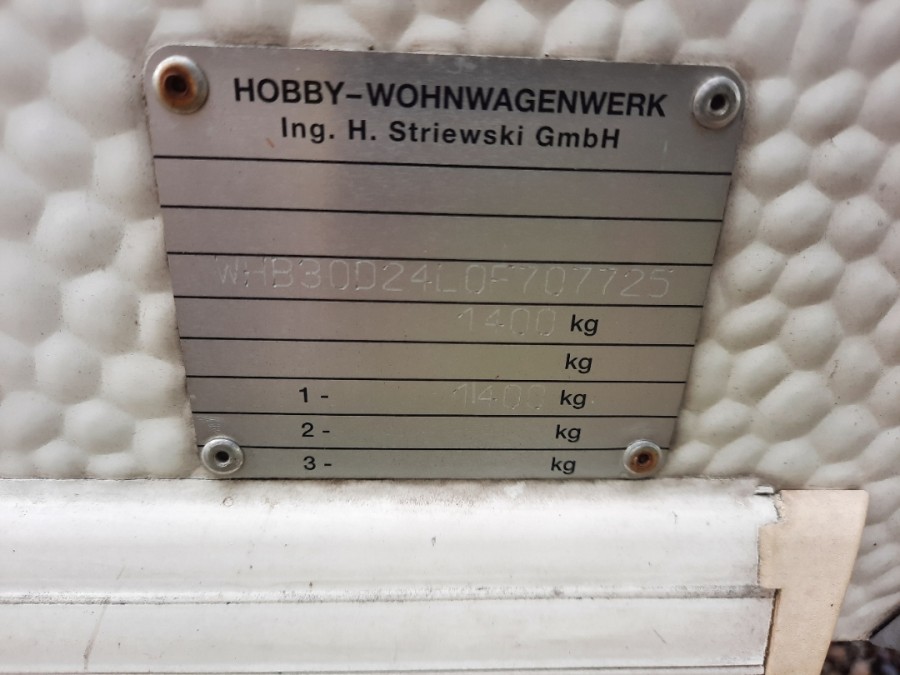 HOBBY-WOHNWAGENWERK
Ing. H. Striewski GmbH
WHB30D24L0F707725
1400 kg
kg
1 - 1400 kg
2 - kg
3 - kg